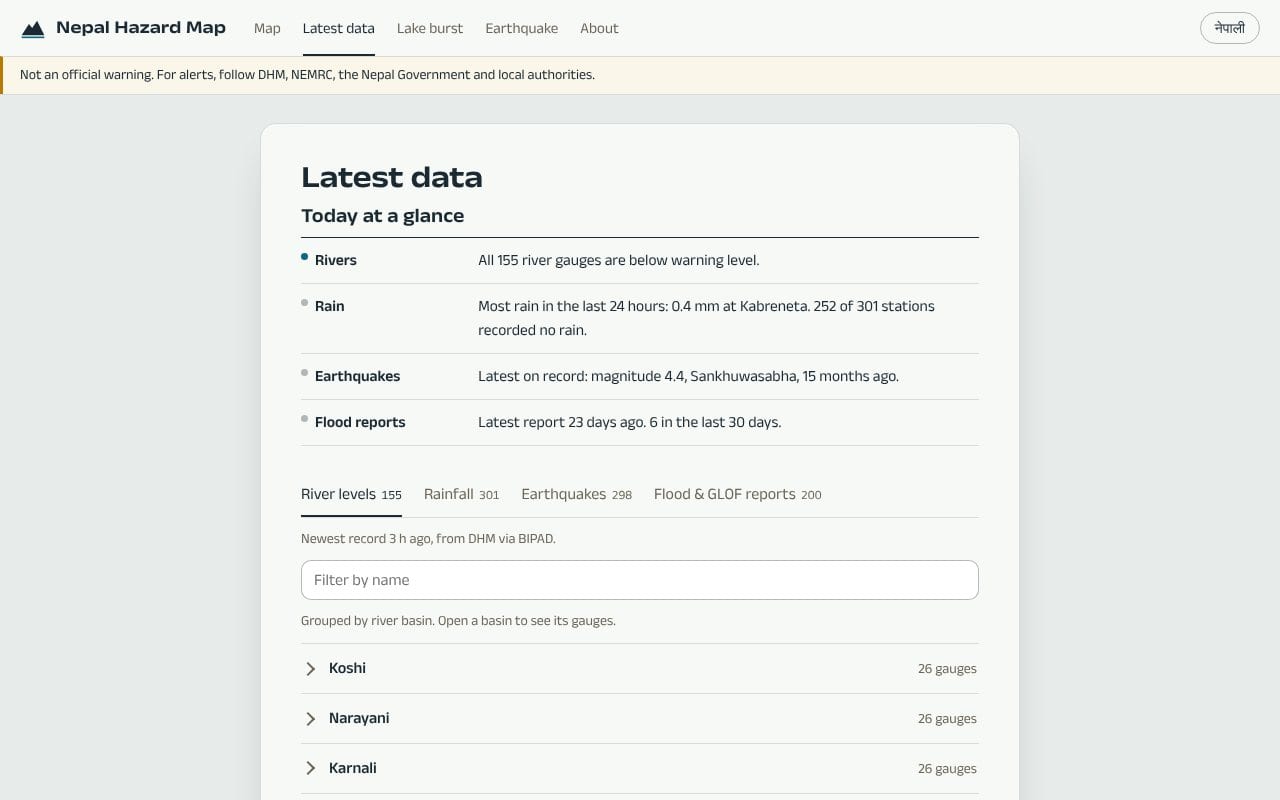 Nepal Hazard Map
Map
Latest data
Lake burst
Earthquake
About
नेपाली
Not an official warning. For alerts, follow DHM, NEMRC, the Nepal Government and local authorities.
Latest data
Today at a glance
Rivers
All 155 river gauges are below warning level.
Rain
Most rain in the last 24 hours: 0.4 mm at Kabreneta. 252 of 301 stations
recorded no rain.
Earthquakes
Latest on record: magnitude 4.4, Sankhuwasabha, 15 months ago.
Flood reports
Latest report 23 days ago. 6 in the last 30 days.
River levels 155
Rainfall 301
Earthquakes 298
Flood & GLOF reports 200
Newest record 3 h ago, from DHM via BIPAD.
Filter by name
Grouped by river basin. Open a basin to see its gauges.
Koshi
26 gauges
Narayani
26 gauges
Karnali
26 gauges